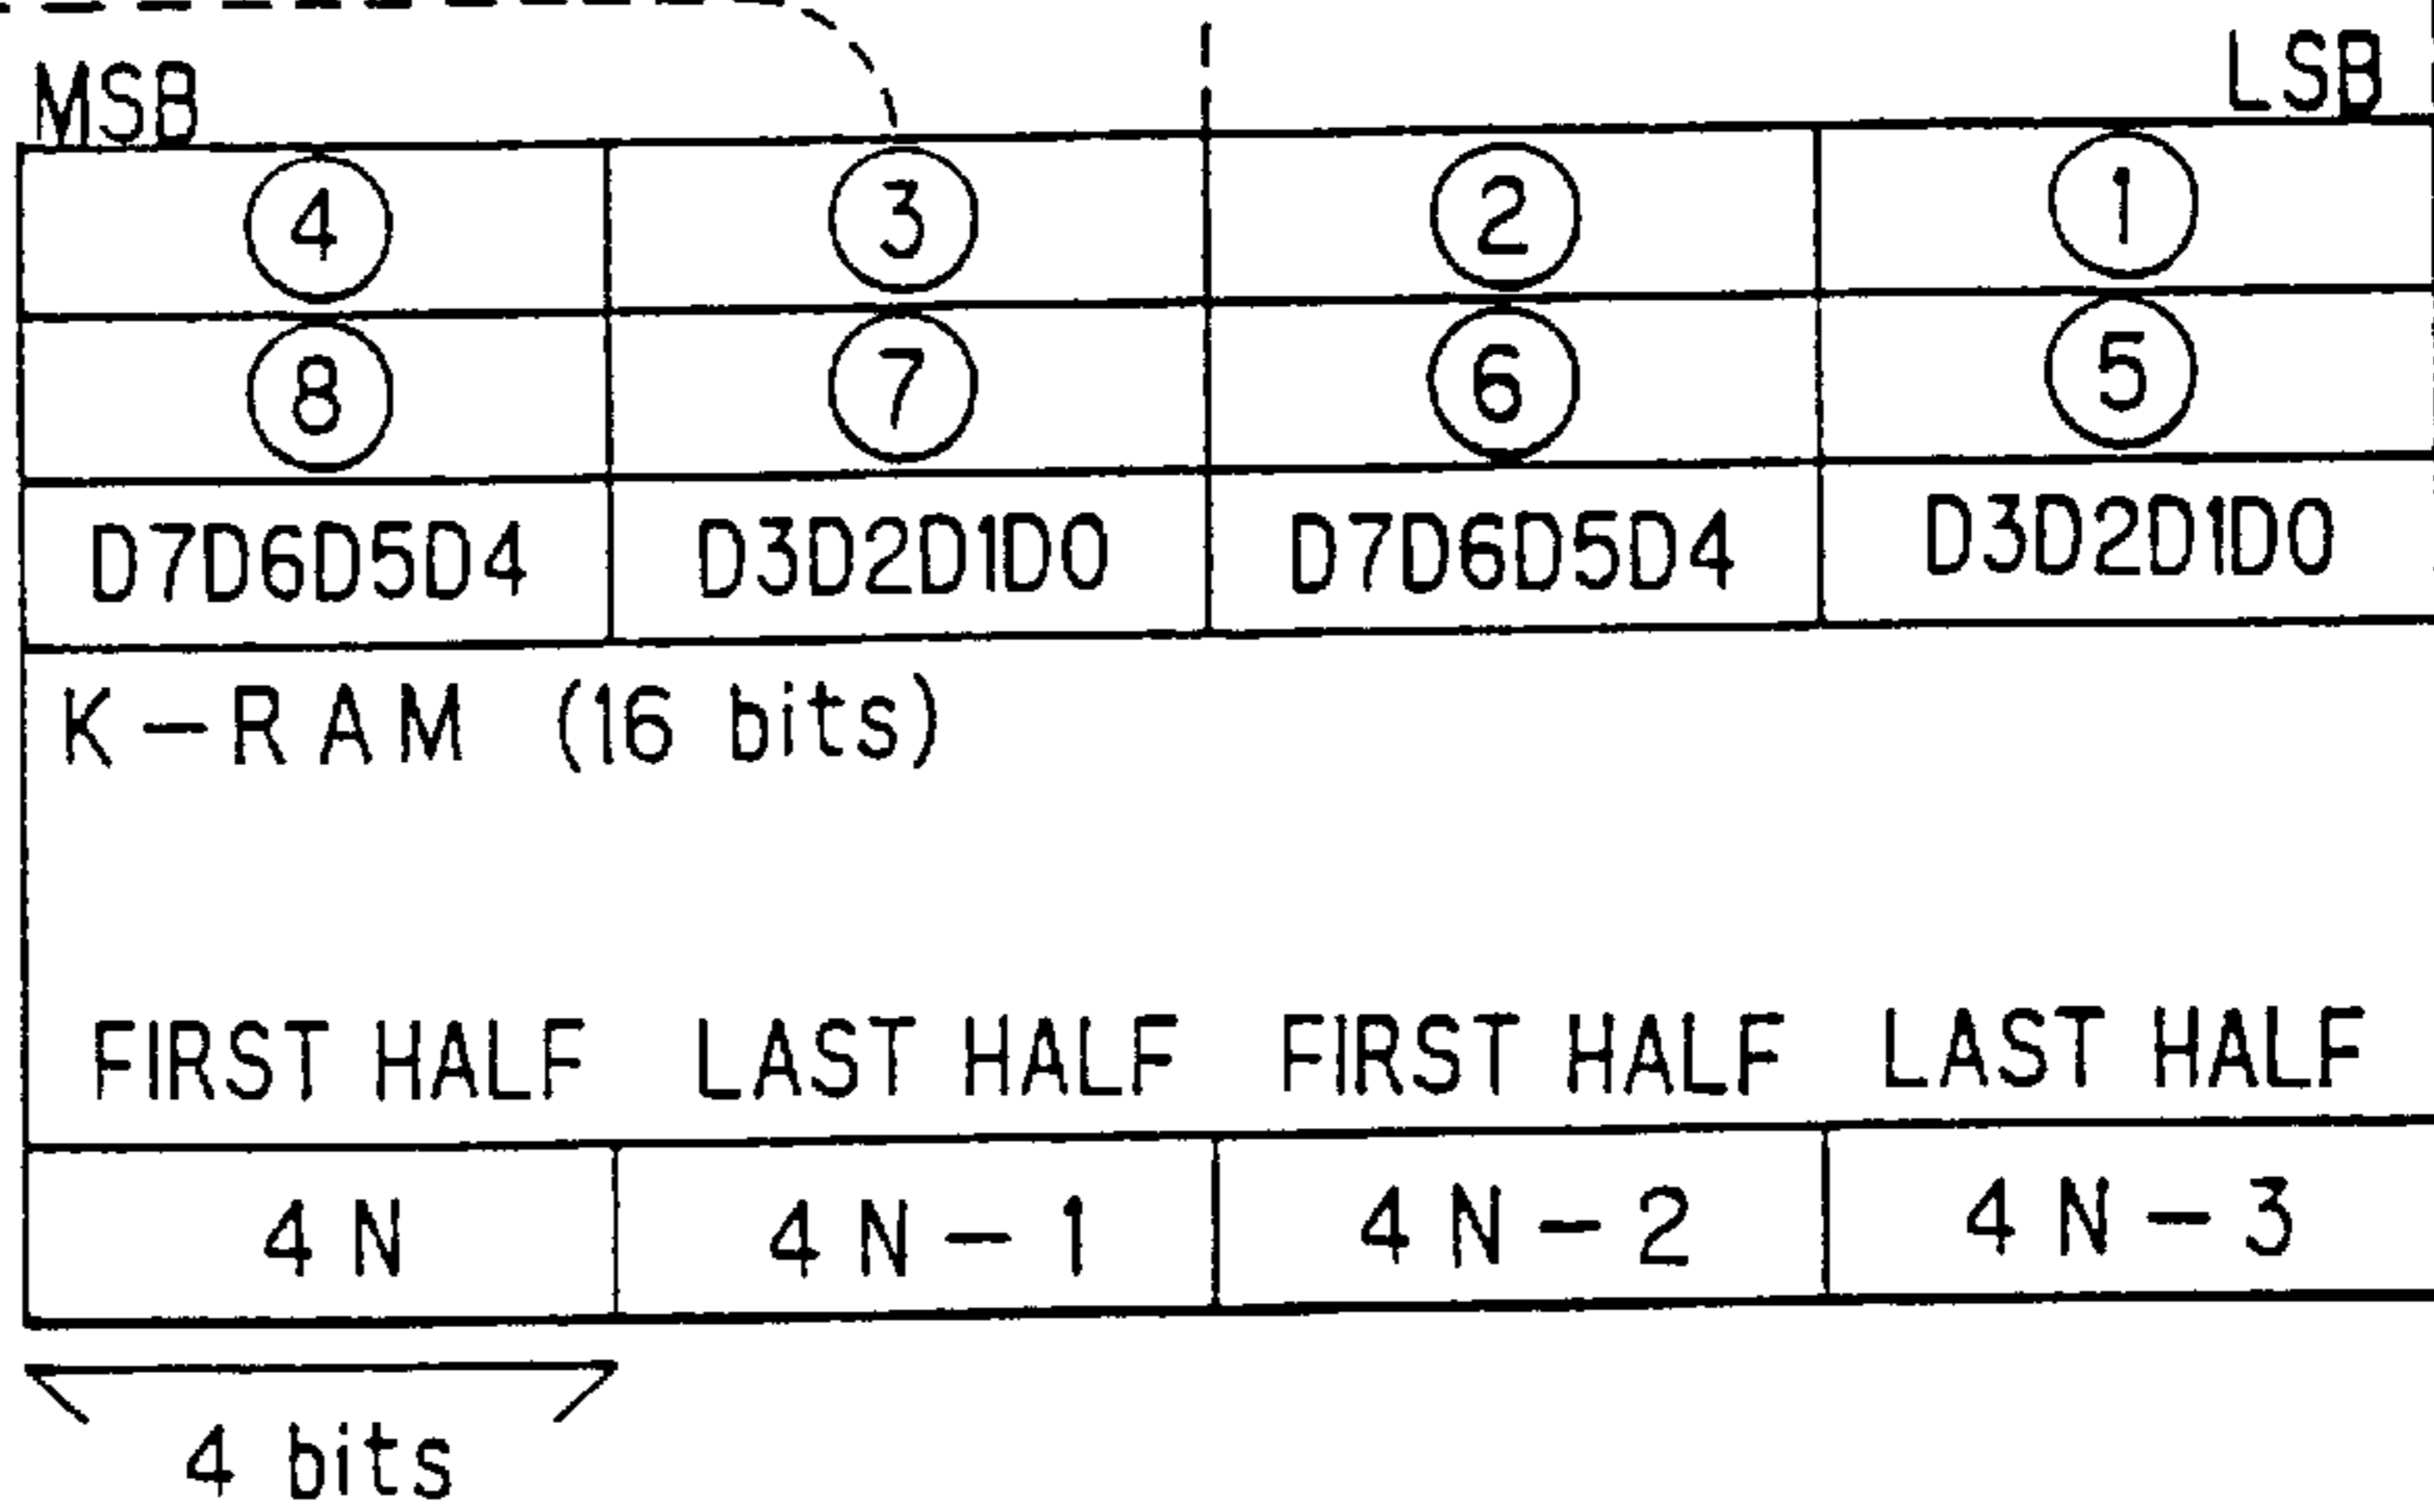 MSB LSB
④ ③ ② ①
⑧ ⑦ ⑥ ⑤
D7D6D5D4 D3D2D1D0 D7D6D5D4 D3D2D1D0
K-RAM (16 bits)
FIRST HALF LAST HALF FIRST HALF LAST HALF
4N 4N-1 4N-2 4N-3
4 bits